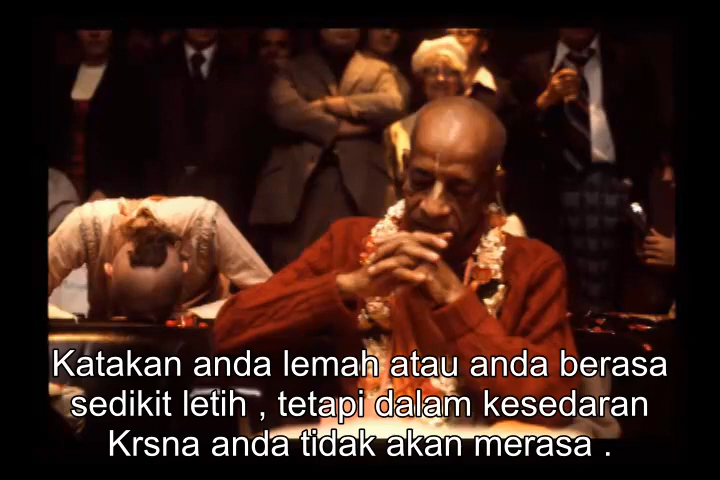 Katakan anda lemah atau anda berasa
sedikit letih , tetapi dalam kesedaran
Krsna anda tidak akan merasa .